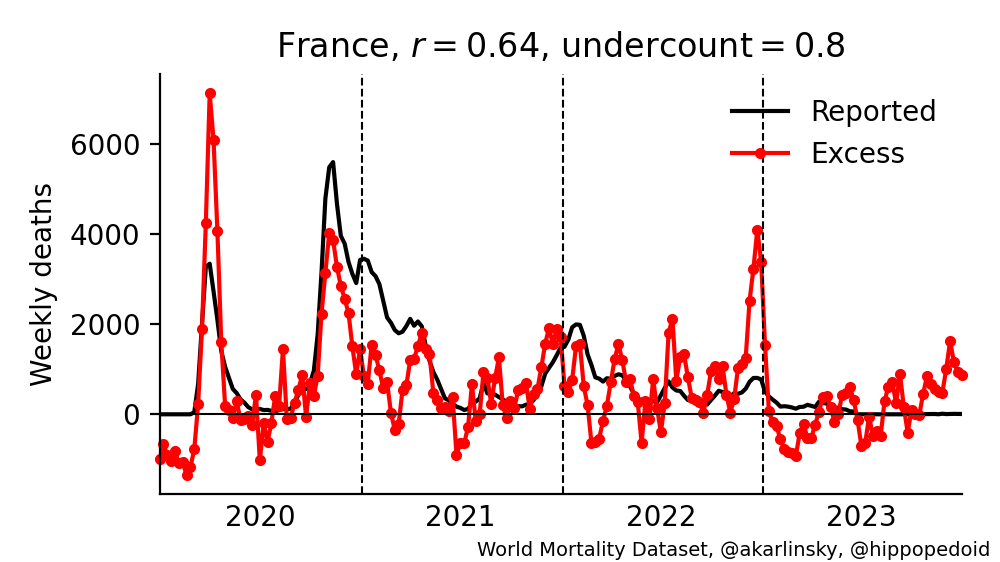 France, r = 0.64, undercount = 0.8
Reported
Excess
Weekly deaths
6000
4000
2000
0
2020 2021 2022 2023
World Mortality Dataset, @akarlinsky, @hippopedoid